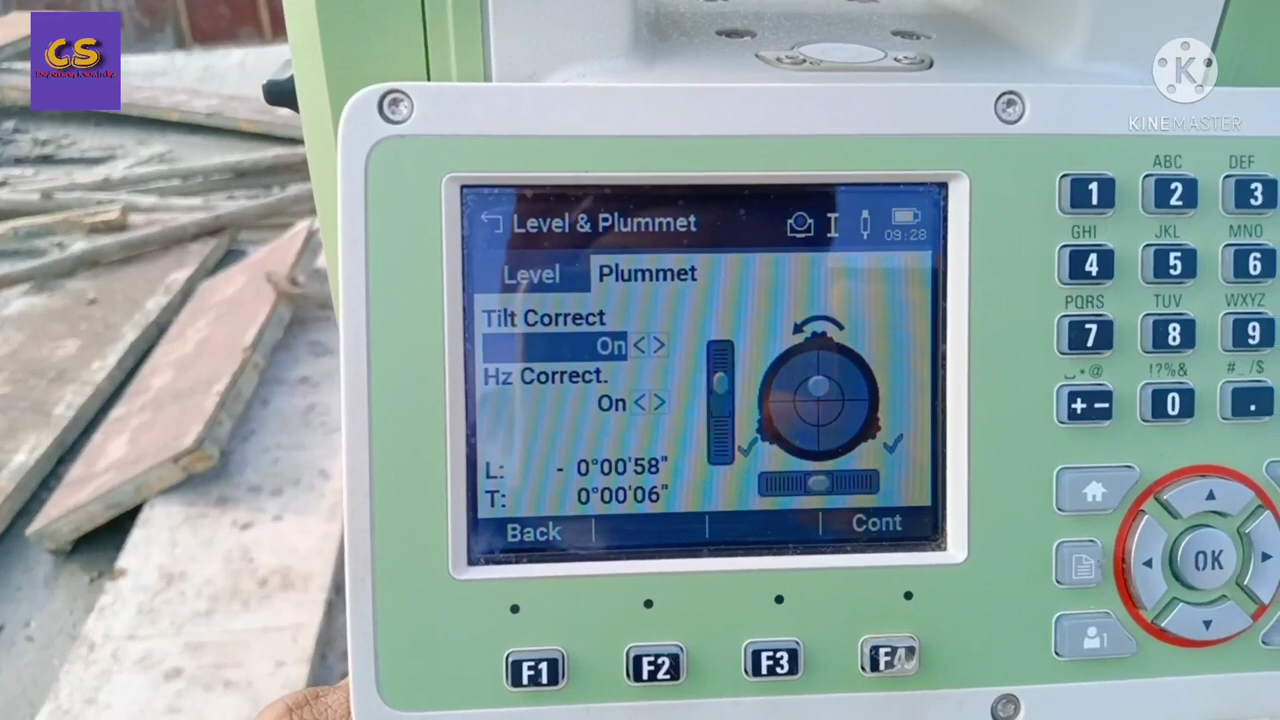 CS
KINEMASTER
Level & Plummet
09:28
Level Plummet
Tilt Correct
On
Hz Correct.
On
L: - 0°00'58"
T: 0°00'06"
Back Cont
F1 F2 F3 F4
ABC DEF
1 2 3
GHI JKL MNO
4 5 6
PQRS TUV WXYZ
7 8 9
␣*@ !?%& #_/$
+- 0 .
OK
1